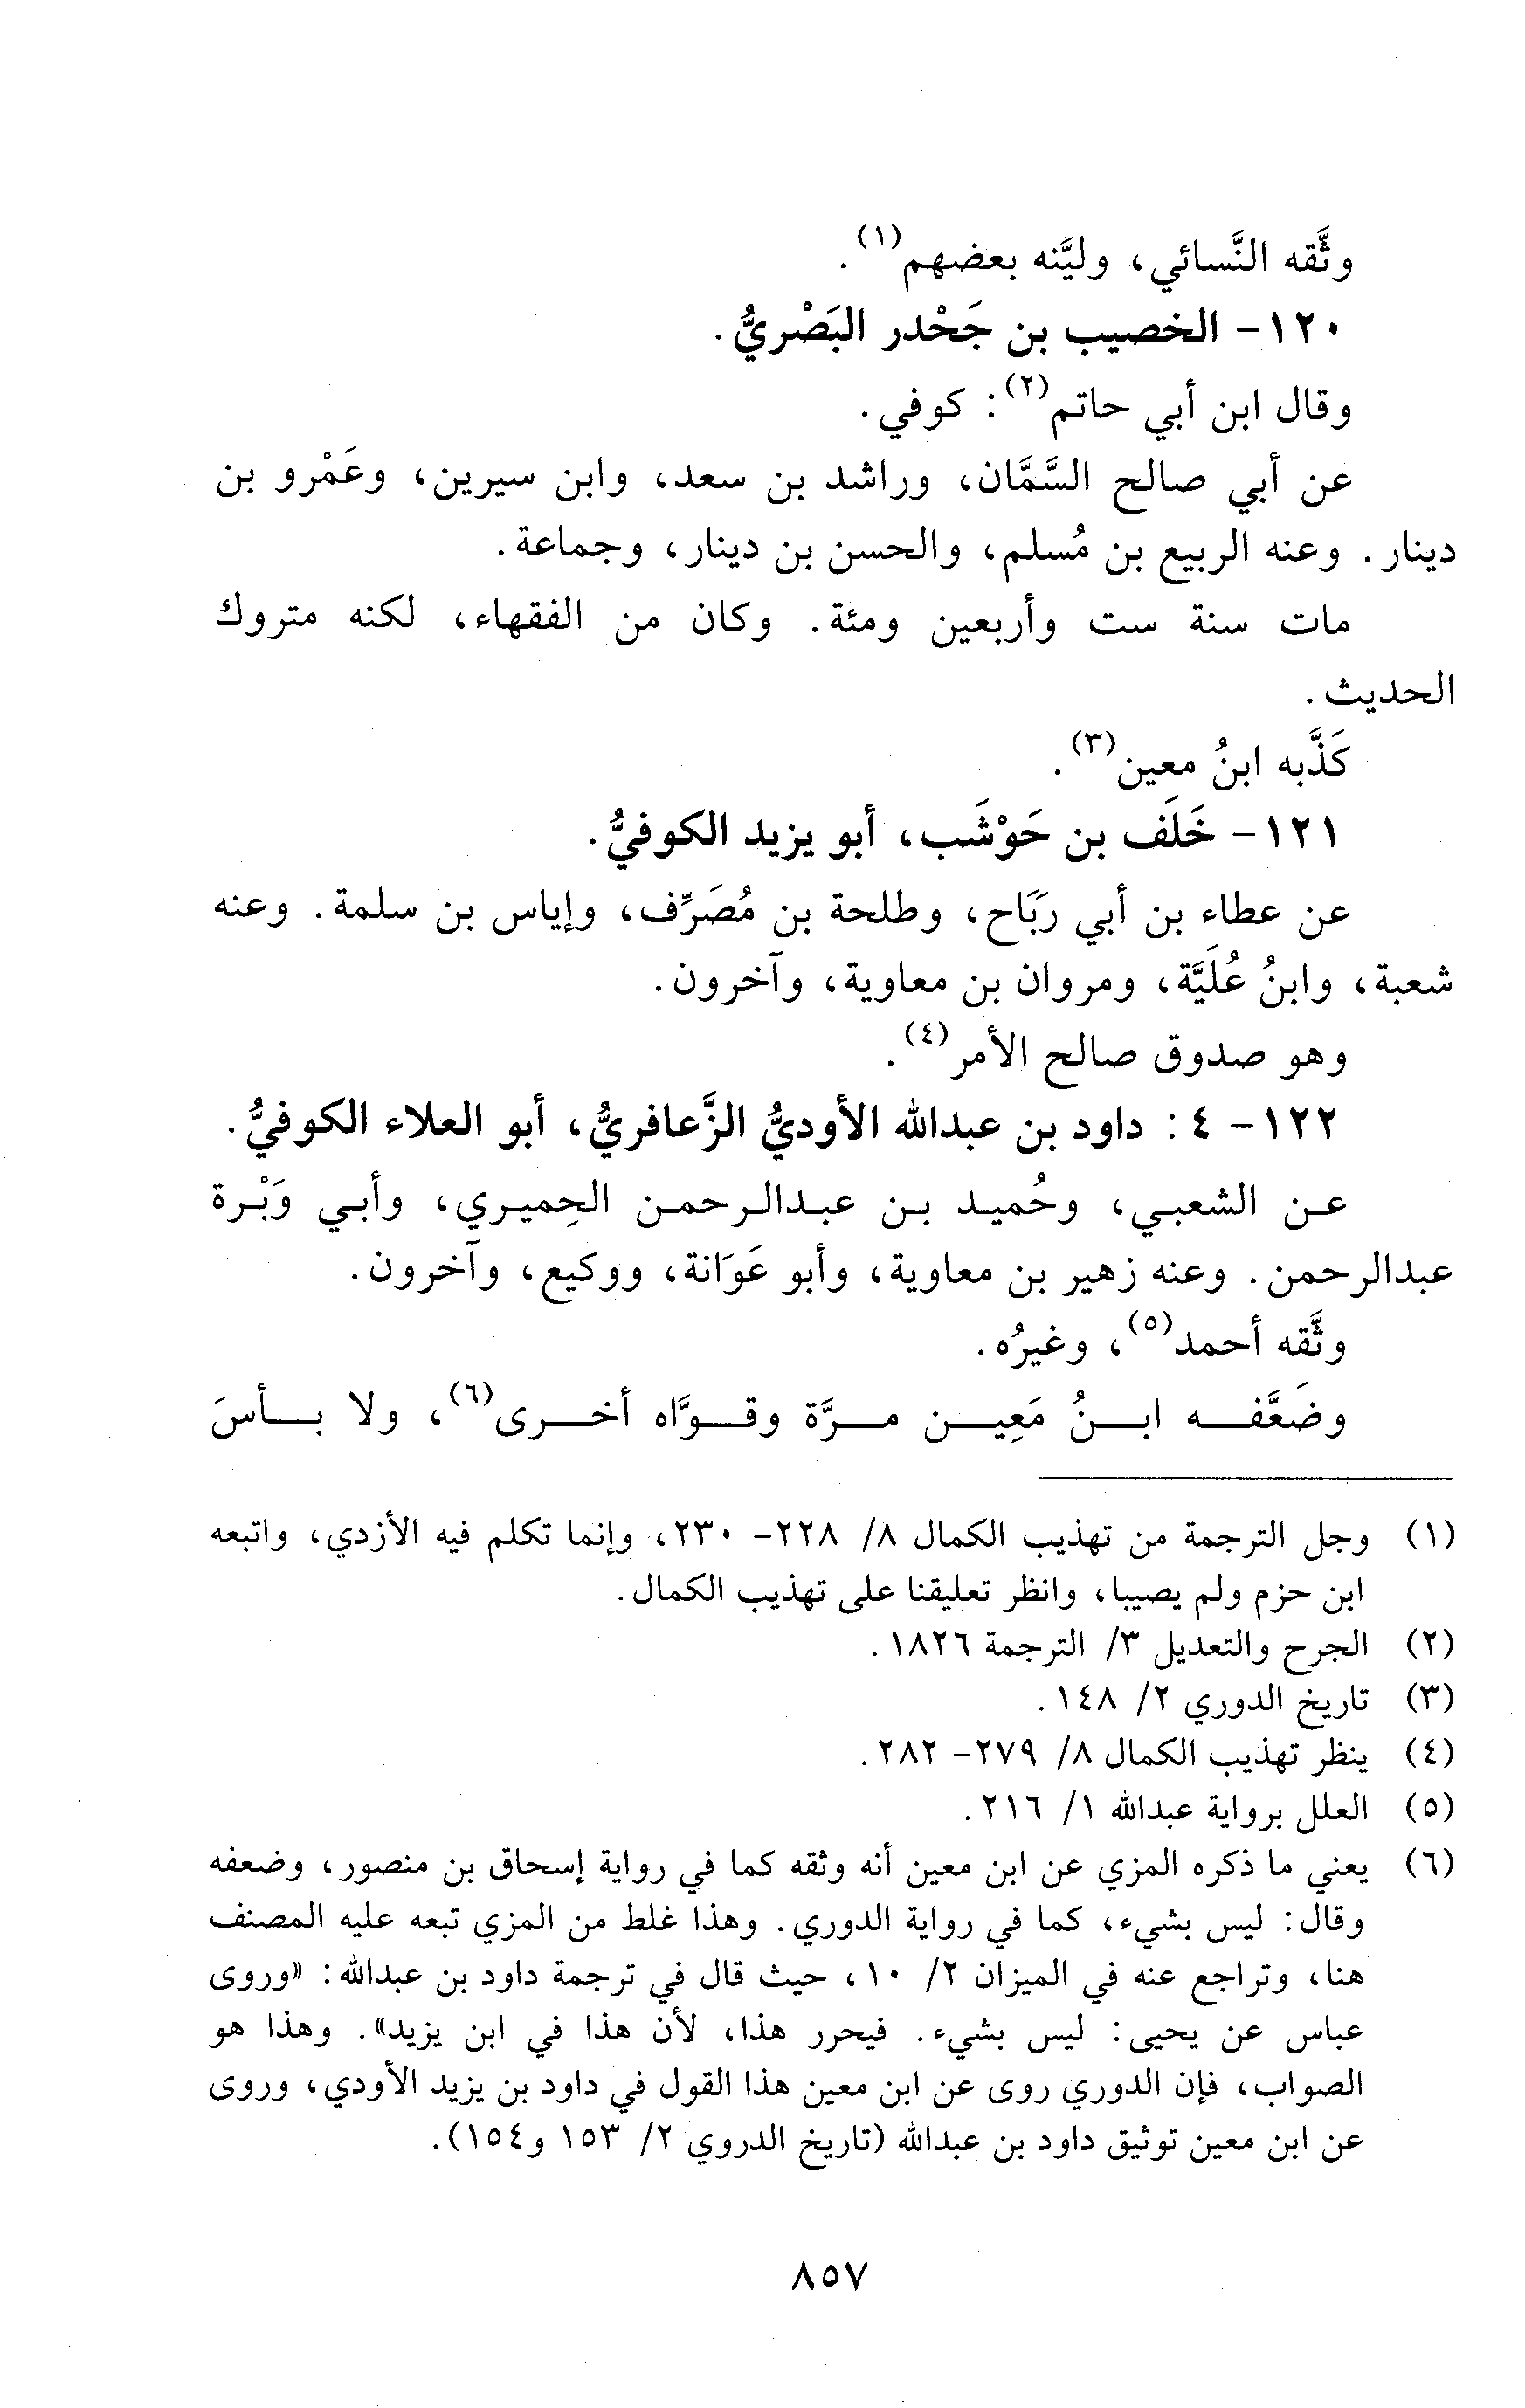 وثَّقه النَّسائي، وليَّنه بعضهم(١).
١٢٠- الخصيب بن جَحْدر البَصْريُّ.
وقال ابن أبي حاتم(٢): كوفي.
عن أبي صالح السَّمَّان، وراشد بن سعد، وابن سيرين، وعَمْرو بن
دينار. وعنه الربيع بن مُسلم، والحسن بن دينار، وجماعة.
مات سنة ست وأربعين ومئة. وكان من الفقهاء، لكنه متروك
الحديث.
كَذَّبه ابنُ معين(٣).
١٢١- خَلَف بن حَوْشَب، أبو يزيد الكوفيُّ.
عن عطاء بن أبي رَبَاح، وطلحة بن مُصَرِّف، وإياس بن سلمة. وعنه
شعبة، وابنُ عُلَيَّة، ومروان بن معاوية، وآخرون.
وهو صدوق صالح الأمر(٤).
١٢٢- ٤: داود بن عبدالله الأوديُّ الزَّعافريُّ، أبو العلاء الكوفيُّ.
عن الشعبي، وحُميد بن عبدالرحمن الحِميري، وأبي وَبْرة
عبدالرحمن. وعنه زهير بن معاوية، وأبو عَوَانة، ووكيع، وآخرون.
وثَّقه أحمد(٥)، وغيرُه.
وضَعَّفه ابنُ مَعِين مرَّة وقوَّاه أخرى(٦)، ولا بأسَ
(١) وجل الترجمة من تهذيب الكمال ٨/ ٢٢٨- ٢٣٠، وإنما تكلم فيه الأزدي، واتبعه
ابن حزم ولم يصيبا، وانظر تعليقنا على تهذيب الكمال.
(٢) الجرح والتعديل ٣/ الترجمة ١٨٢٦.
(٣) تاريخ الدوري ٢/ ١٤٨.
(٤) ينظر تهذيب الكمال ٨/ ٢٧٩- ٢٨٢.
(٥) العلل برواية عبدالله ١/ ٢١٦.
(٦) يعني ما ذكره المزي عن ابن معين أنه وثقه كما في رواية إسحاق بن منصور، وضعفه
وقال: ليس بشيء، كما في رواية الدوري. وهذا غلط من المزي تبعه عليه المصنف
هنا، وتراجع عنه في الميزان ٢/ ١٠، حيث قال في ترجمة داود بن عبدالله: «وروى
عباس عن يحيى: ليس بشيء. فيحرر هذا، لأن هذا في ابن يزيد». وهذا هو
الصواب، فإن الدوري روى عن ابن معين هذا القول في داود بن يزيد الأودي، وروى
عن ابن معين توثيق داود بن عبدالله (تاريخ الدروي ٢/ ١٥٣ و١٥٤).
٨٥٧